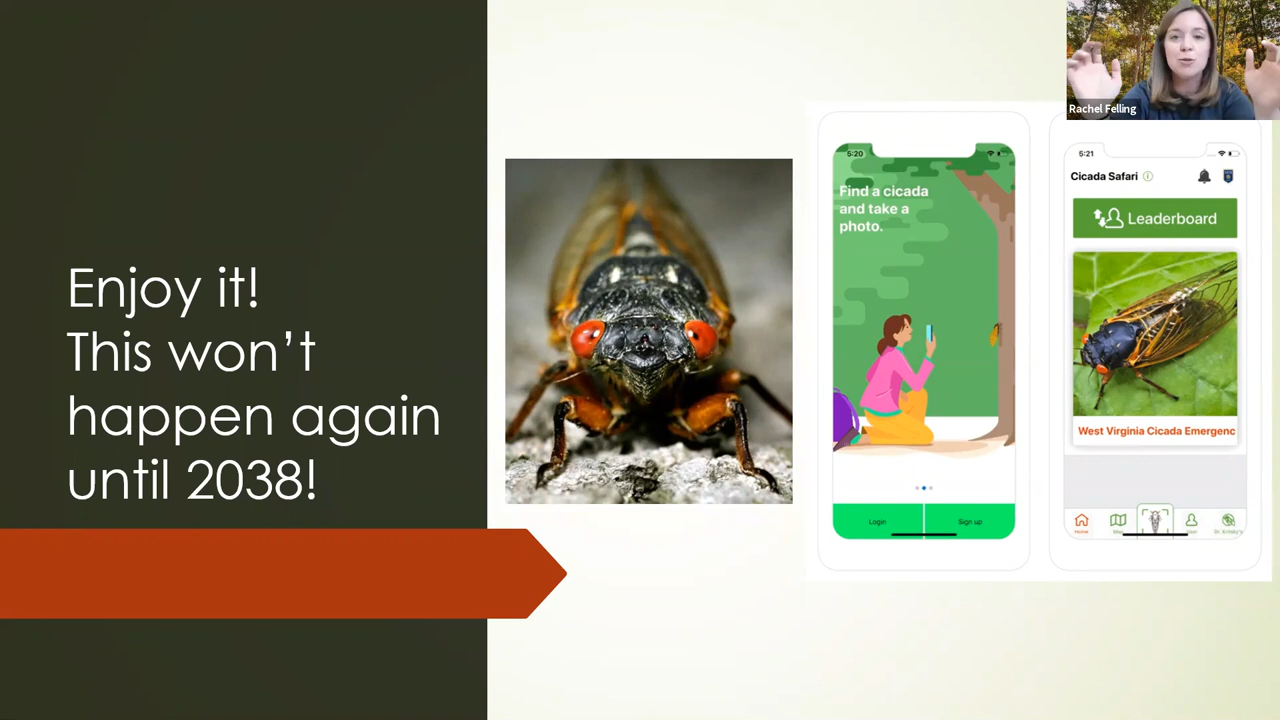 Enjoy it!
This won't
happen again
until 2038!
Rachel Felling
5:20
Find a cicada
and take a
photo.
Login
Sign up
5:21
Cicada Safari
Leaderboard
West Virginia Cicada Emergenc
Home